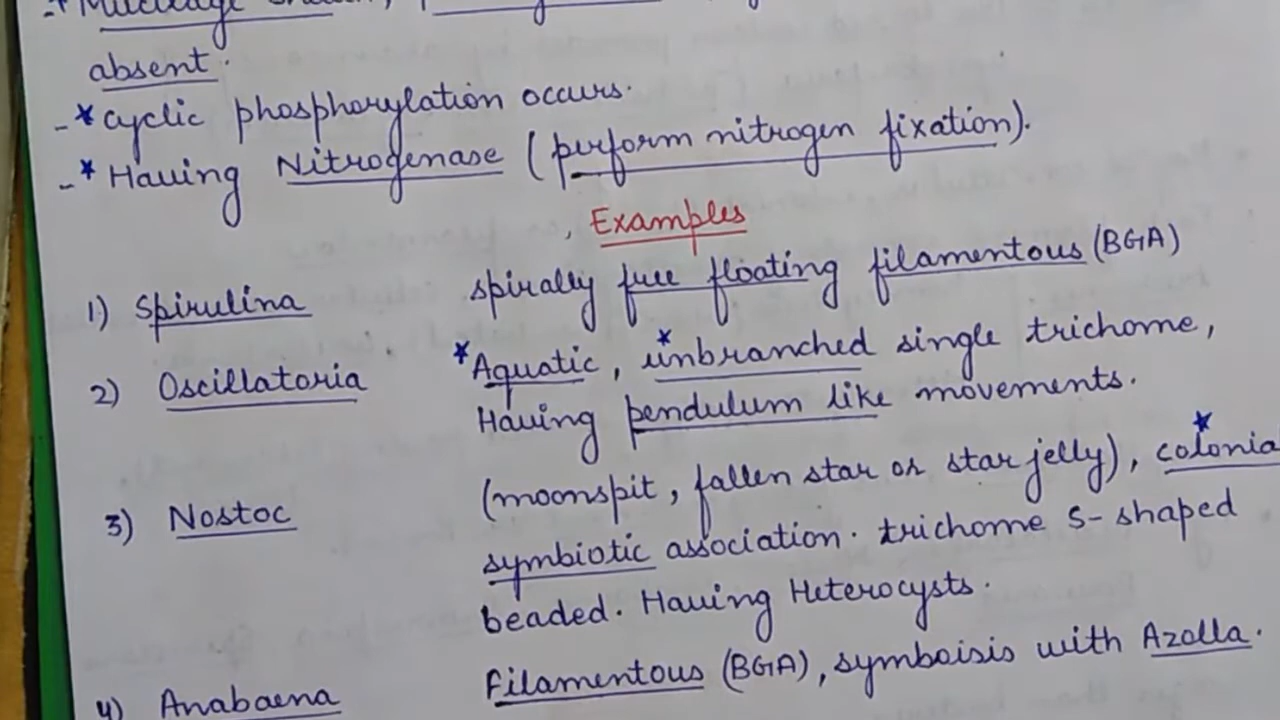 -* Mucilage
absent.
-* cyclic phosphorylation occurs.
-* Having Nitrogenase (perform nitrogen fixation).
Examples
1) Spirulina spirally free floating filamentous (BGA)
2) Oscillatoria *Aquatic, *unbranched single trichome,
Having pendulum like movements.
3) Nostoc (moonspit, fallen star or star jelly), *colonia
symbiotic association. trichome S-shaped
beaded. Having Heterocysts.
4) Anabaena Filamentous (BGA), symboisis with Azolla.